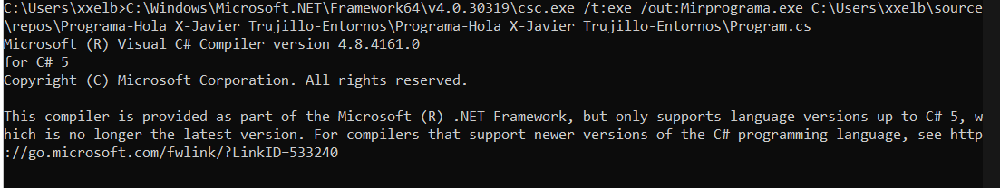 C:\Users\xxelb>C:\Windows\Microsoft.NET\Framework64\v4.0.30319\csc.exe /t:exe /out:Mirprograma.exe C:\Users\xxelb\source
\repos\Programa-Hola_X-Javier_Trujillo-Entornos\Programa-Hola_X-Javier_Trujillo-Entornos\Program.cs
Microsoft (R) Visual C# Compiler version 4.8.4161.0
for C# 5
Copyright (C) Microsoft Corporation. All rights reserved.

This compiler is provided as part of the Microsoft (R) .NET Framework, but only supports language versions up to C# 5, w
hich is no longer the latest version. For compilers that support newer versions of the C# programming language, see http
://go.microsoft.com/fwlink/?LinkID=533240